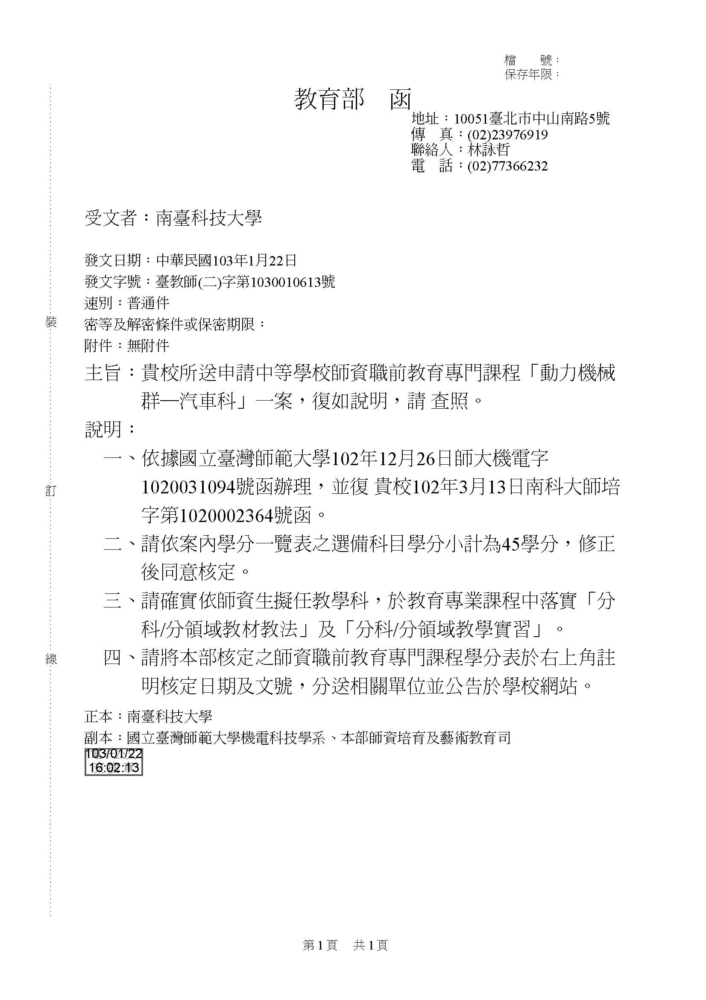 檔　　號：
保存年限：
教育部　函
地址：10051臺北市中山南路5號
傳　真：(02)23976919
聯絡人：林詠哲
電　話：(02)77366232
受文者：南臺科技大學
發文日期：中華民國103年1月22日
發文字號：臺教師(二)字第1030010613號
速別：普通件
密等及解密條件或保密期限：
附件：無附件
主旨：貴校所送申請中等學校師資職前教育專門課程「動力機械
群—汽車科」一案，復如說明，請 查照。
說明：
一、依據國立臺灣師範大學102年12月26日師大機電字
1020031094號函辦理，並復 貴校102年3月13日南科大師培
字第1020002364號函。
二、請依案內學分一覽表之選備科目學分小計為45學分，修正
後同意核定。
三、請確實依師資生擬任教學科，於教育專業課程中落實「分
科/分領域教材教法」及「分科/分領域教學實習」。
四、請將本部核定之師資職前教育專門課程學分表於右上角註
明核定日期及文號，分送相關單位並公告於學校網站。
正本：南臺科技大學
副本：國立臺灣師範大學機電科技學系、本部師資培育及藝術教育司
103/01/22
16:02:13
裝
訂
線
第1頁　共1頁